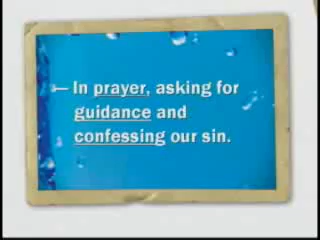 — In prayer, asking for
guidance and
confessing our sin.